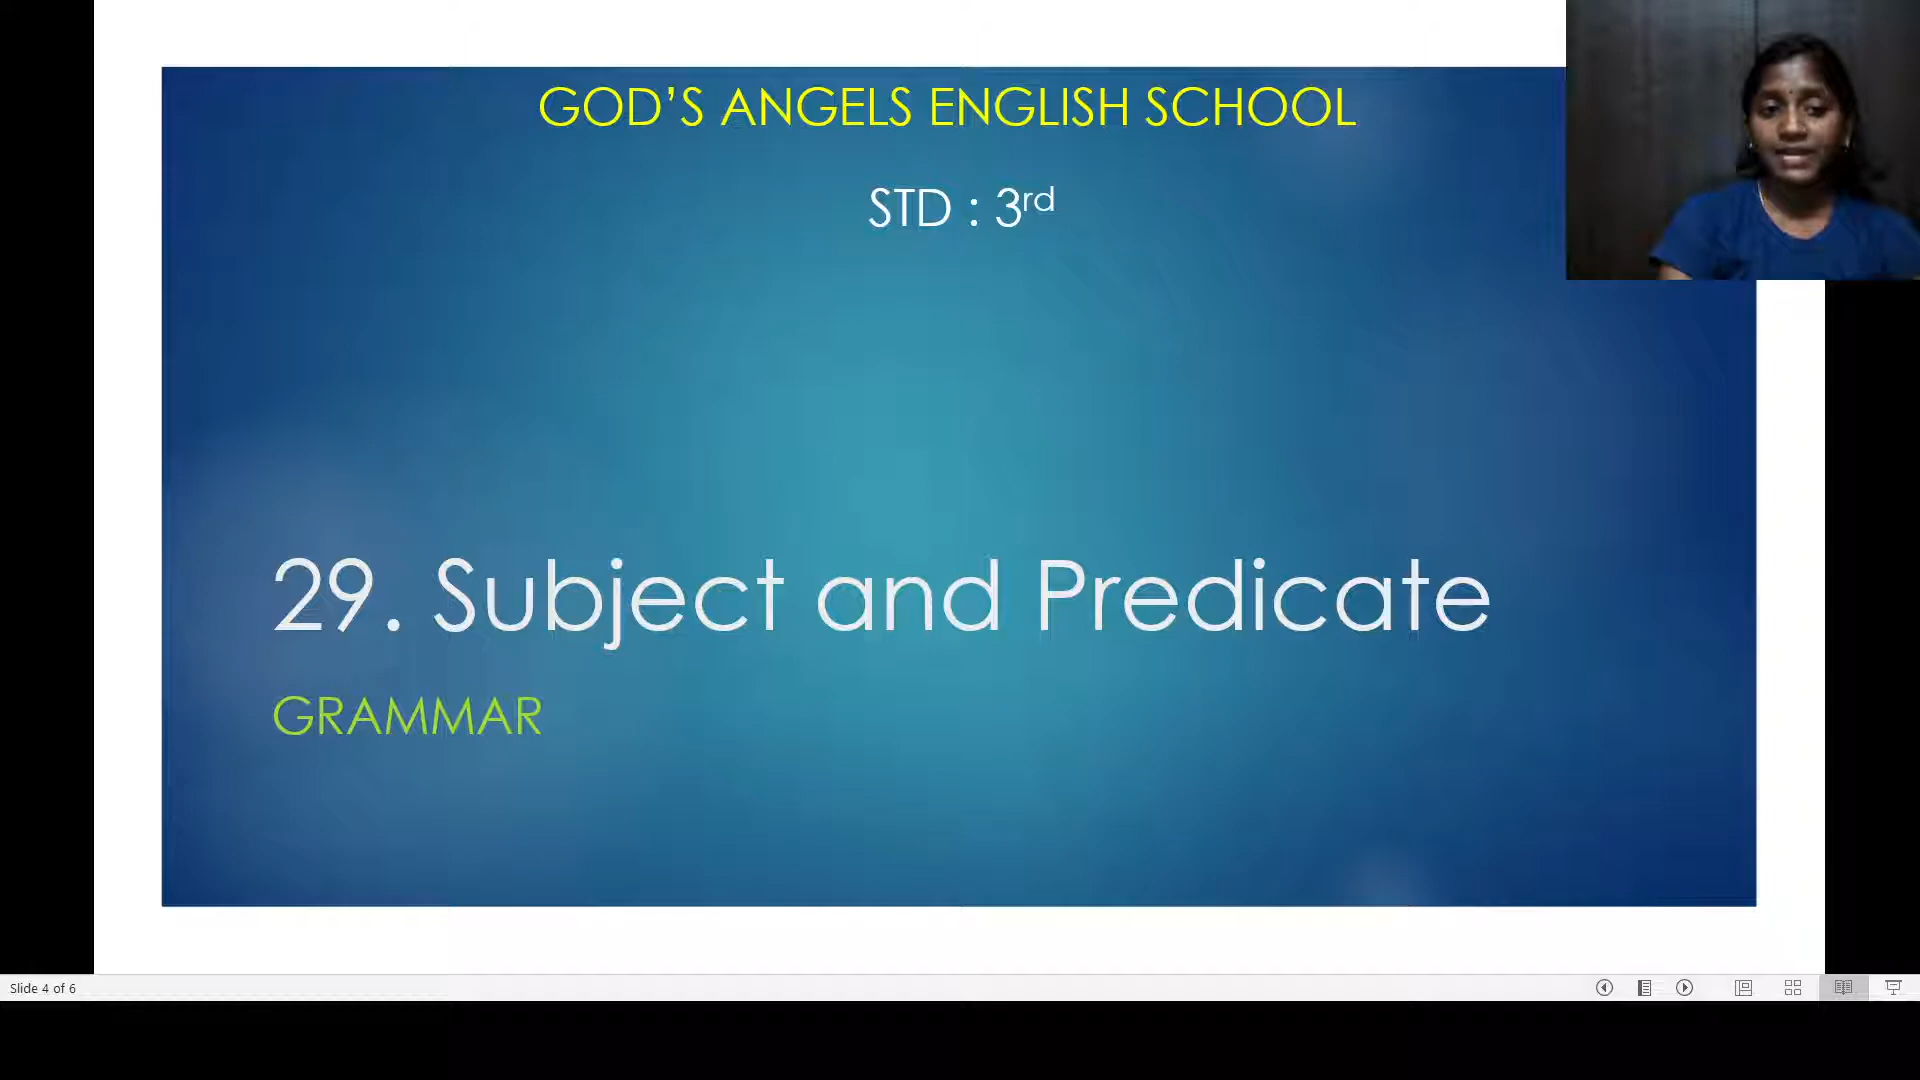 GOD’S ANGELS ENGLISH SCHOOL
STD : 3rd
29. Subject and Predicate
GRAMMAR
Slide 4 of 6